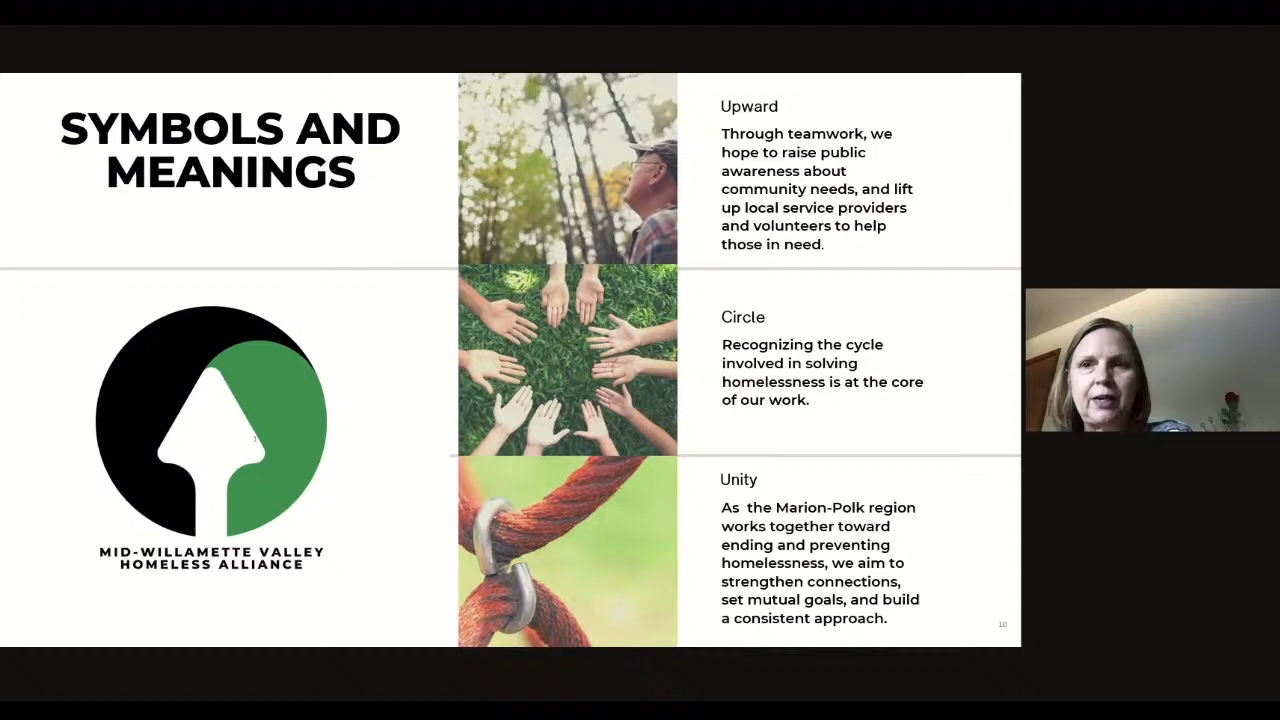 SYMBOLS AND
MEANINGS
MID-WILLAMETTE VALLEY
HOMELESS ALLIANCE
Upward
Through teamwork, we
hope to raise public
awareness about
community needs, and lift
up local service providers
and volunteers to help
those in need.
Circle
Recognizing the cycle
involved in solving
homelessness is at the core
of our work.
Unity
As the Marion-Polk region
works together toward
ending and preventing
homelessness, we aim to
strengthen connections,
set mutual goals, and build
a consistent approach.
10